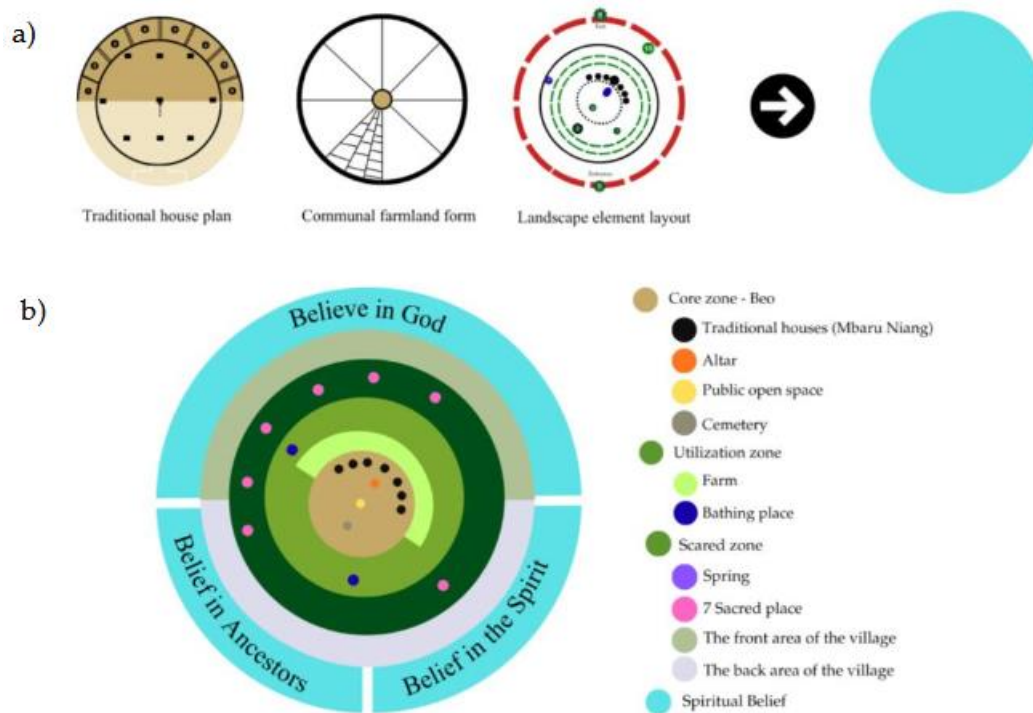 a)
Traditional house plan
Communal farmland form
Landscape element layout
b)
Believe in God
Belief in Ancestors
Belief in the Spirit
Core zone - Beo
Traditional houses (Mbaru Niang)
Altar
Public open space
Cemetery
Utilization zone
Farm
Bathing place
Scared zone
Spring
7 Sacred place
The front area of the village
The back area of the village
Spiritual Belief